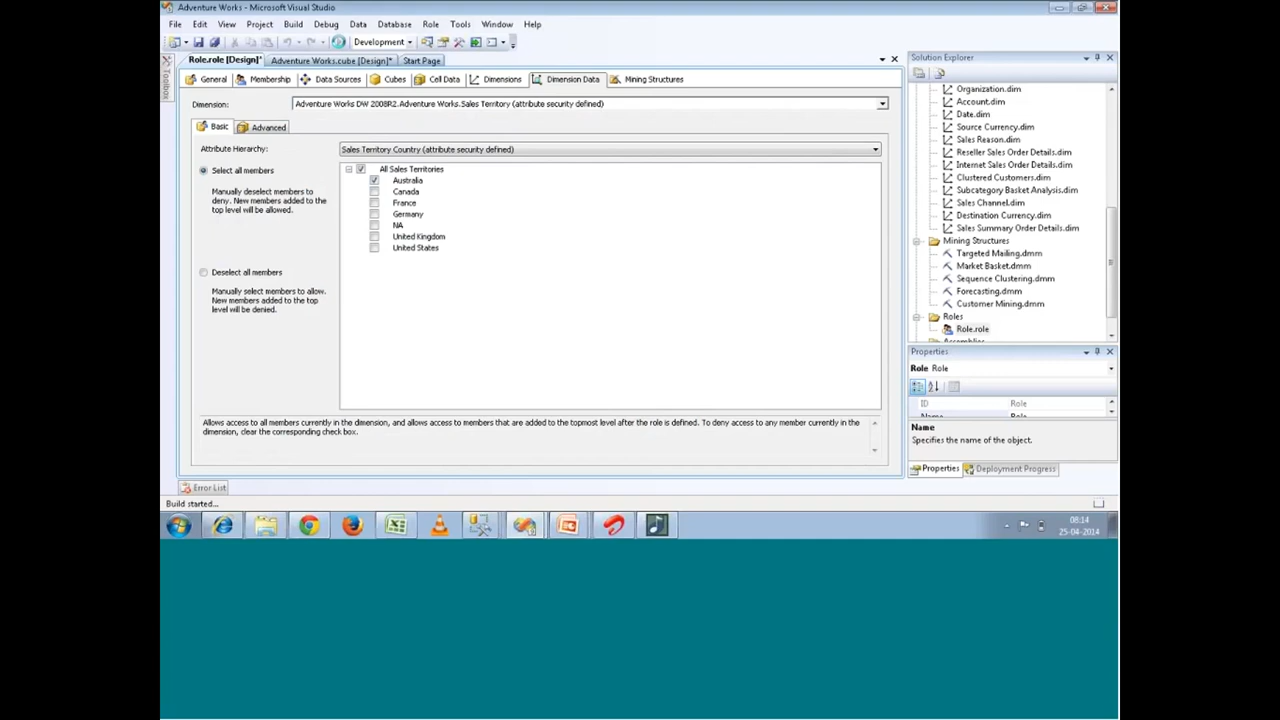 Adventure Works - Microsoft Visual Studio
File Edit View Project Build Debug Data Database Role Tools Window Help
Development
Role.role [Design]* Adventure Works.cube [Design]* Start Page
General Membership Data Sources Cubes Cell Data Dimensions Dimension Data Mining Structures
Dimension: Adventure Works DW 2008R2.Adventure Works.Sales Territory (attribute security defined)
Basic Advanced
Attribute Hierarchy: Sales Territory Country (attribute security defined)
Select all members
Manually deselect members to
deny. New members added to the
top level will be allowed.
Deselect all members
Manually select members to allow.
New members added to the top
level will be denied.
All Sales Territories
Australia
Canada
France
Germany
NA
United Kingdom
United States
Allows access to all members currently in the dimension, and allows access to members that are added to the topmost level after the role is defined. To deny access to any member currently in the
dimension, clear the corresponding check box.
Toolbox
Error List
Build started...
Solution Explorer
Organization.dim
Account.dim
Date.dim
Source Currency.dim
Sales Reason.dim
Reseller Sales Order Details.dim
Internet Sales Order Details.dim
Clustered Customers.dim
Subcategory Basket Analysis.dim
Sales Channel.dim
Destination Currency.dim
Sales Summary Order Details.dim
Mining Structures
Targeted Mailing.dmm
Market Basket.dmm
Sequence Clustering.dmm
Forecasting.dmm
Customer Mining.dmm
Roles
Role.role
Assemblies
Properties
Role Role
ID Role
Name Role
Name
Specifies the name of the object.
Properties Deployment Progress
08:14
25-04-2014